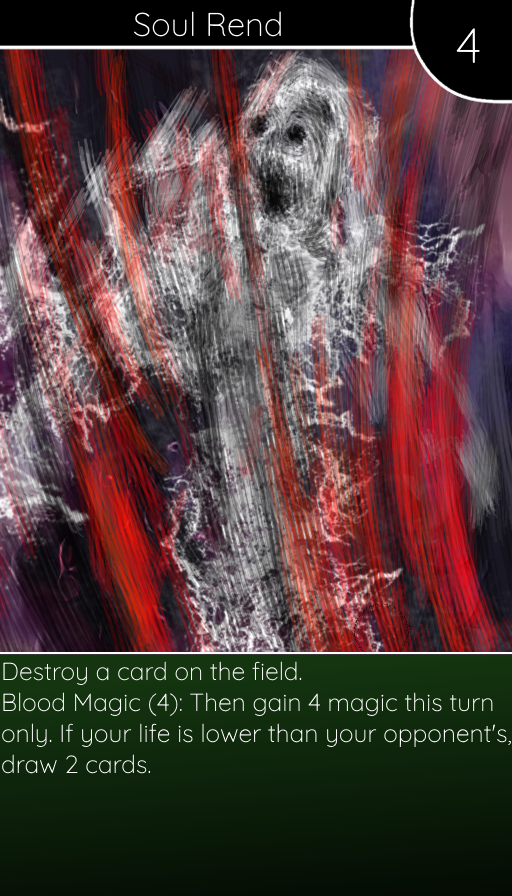 Soul Rend
4
Destroy a card on the field.
Blood Magic (4): Then gain 4 magic this turn
only. If your life is lower than your opponent's,
draw 2 cards.